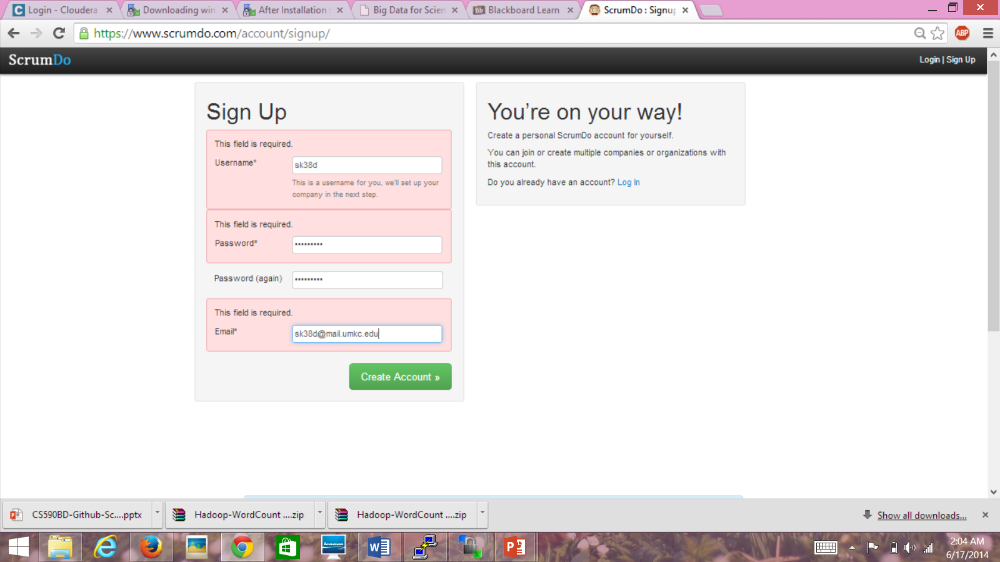 Login - Cloudera
Downloading win
After Installation
Big Data for Scien
Blackboard Learn
ScrumDo : Signup
https://www.scrumdo.com/account/signup/
ABP
ScrumDo
Login | Sign Up
Sign Up
This field is required.
Username*
sk38d
This is a username for you, we'll set up your
company in the next step.
This field is required.
Password*
•••••••••
Password (again)
•••••••••
This field is required.
Email*
sk38d@mail.umkc.edu
Create Account »
You're on your way!
Create a personal ScrumDo account for yourself.
You can join or create multiple companies or organizations with
this account.
Do you already have an account? Log In
CS590BD-Github-Sc....pptx
Hadoop-WordCount ....zip
Hadoop-WordCount ....zip
Show all downloads...
lenovo
2:04 AM
6/17/2014